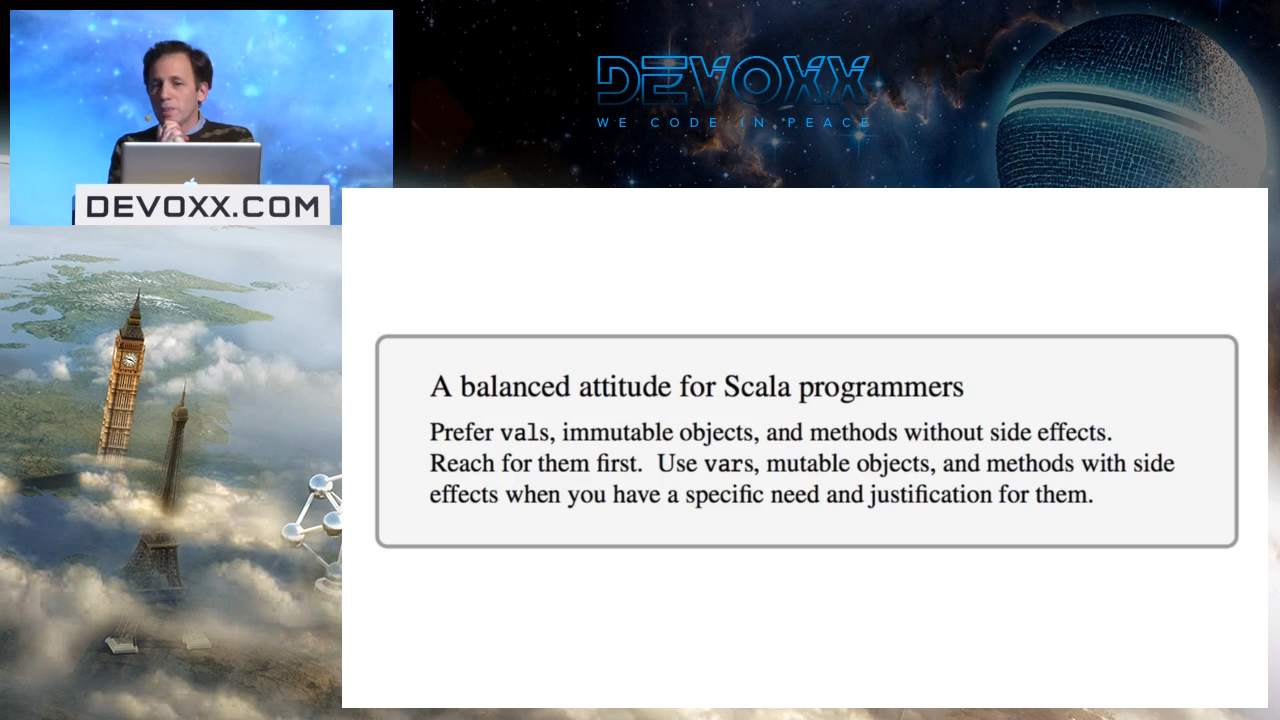 DEVOXX
WE CODE IN PEACE
DEVOXX.COM
A balanced attitude for Scala programmers
Prefer vals, immutable objects, and methods without side effects.
Reach for them first. Use vars, mutable objects, and methods with side
effects when you have a specific need and justification for them.